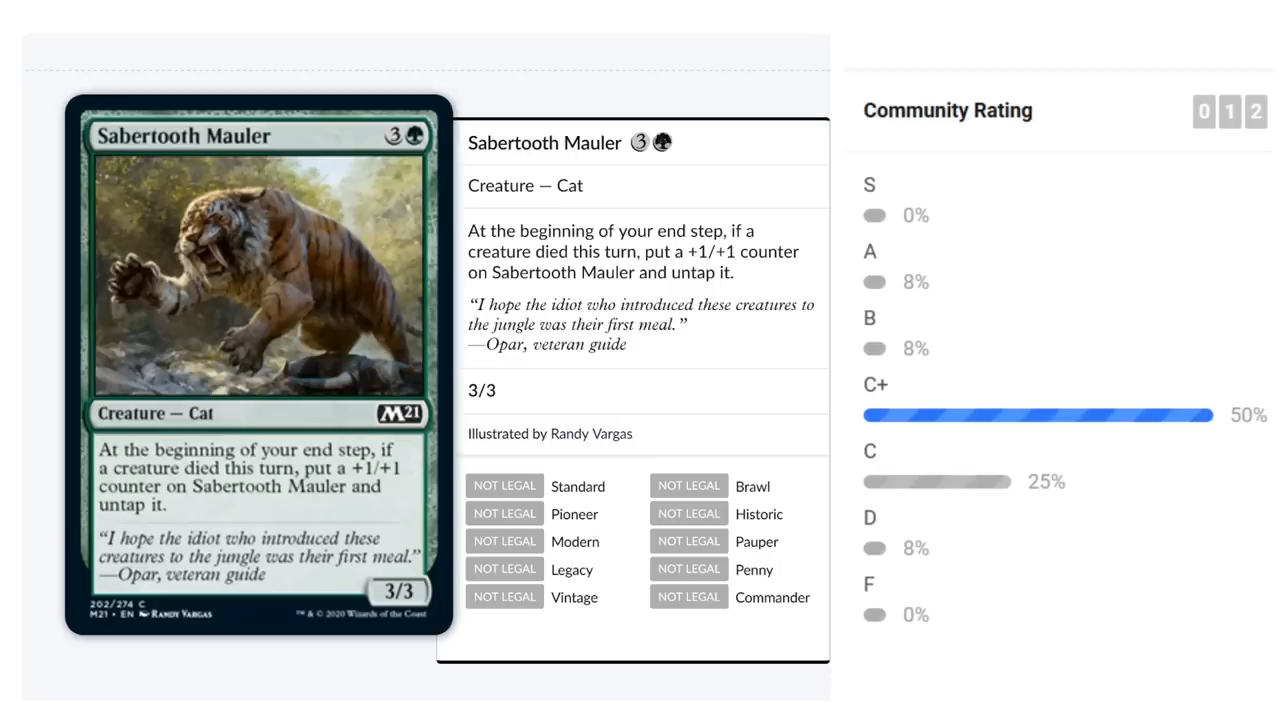 Sabertooth Mauler 3
Creature — Cat
M21
At the beginning of your end step, if
a creature died this turn, put a +1/+1
counter on Sabertooth Mauler and
untap it.
“I hope the idiot who introduced these
creatures to the jungle was their first meal.”
—Opar, veteran guide
3/3
202/274 C
M21 • EN RANDY VARGAS
™ & © 2020 Wizards of the Coast
Sabertooth Mauler 3
Creature — Cat
At the beginning of your end step, if a
creature died this turn, put a +1/+1 counter
on Sabertooth Mauler and untap it.
“I hope the idiot who introduced these creatures to
the jungle was their first meal.”
—Opar, veteran guide
3/3
Illustrated by Randy Vargas
NOT LEGAL Standard NOT LEGAL Brawl
NOT LEGAL Pioneer NOT LEGAL Historic
NOT LEGAL Modern NOT LEGAL Pauper
NOT LEGAL Legacy NOT LEGAL Penny
NOT LEGAL Vintage NOT LEGAL Commander
Community Rating 0 1 2
S
0%
A
8%
B
8%
C+
50%
C
25%
D
8%
F
0%